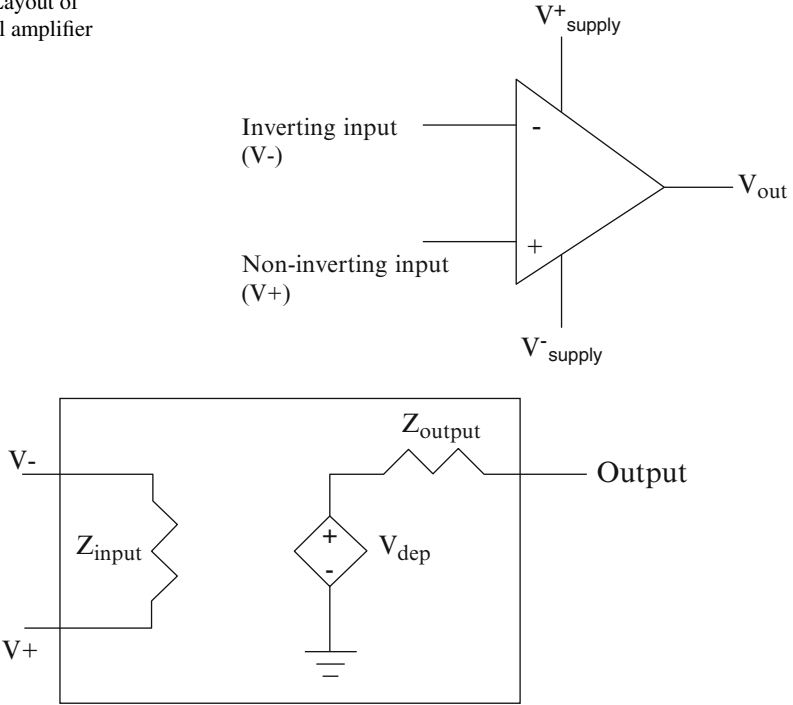 Layout of
l amplifier
V+supply
Inverting input
(V-)
-
Vout
Non-inverting input
(V+)
+
V-supply
Zoutput
V-
Output
Zinput
+
-
Vdep
V+